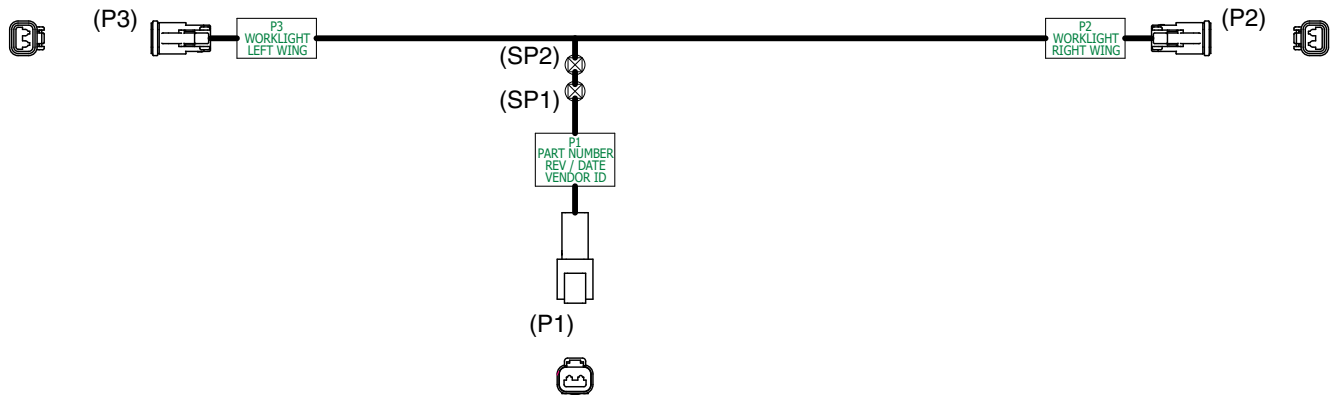 (P3)
P3
WORKLIGHT
LEFT WING
P2
WORKLIGHT
RIGHT WING
(P2)
(SP2)
(SP1)
P1
PART NUMBER
REV / DATE
VENDOR ID
(P1)